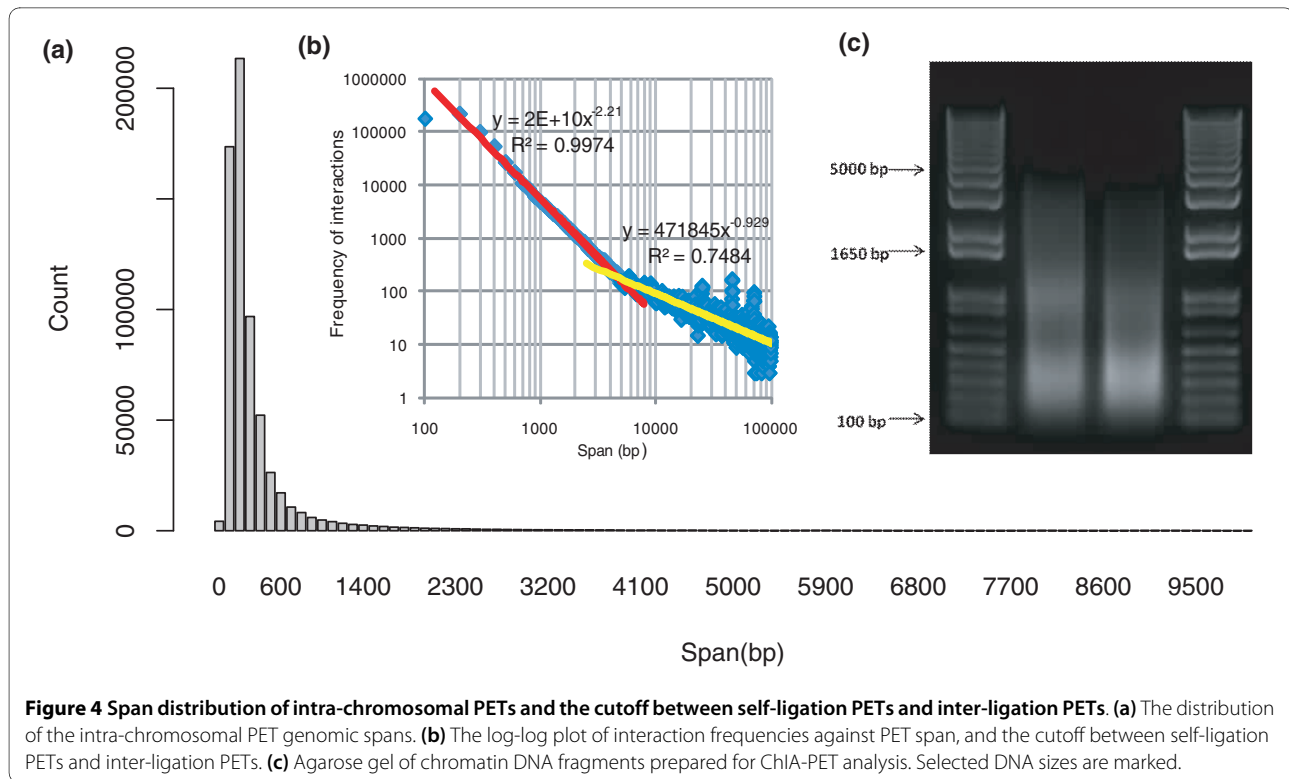 (a)
Count
200000
100000
50000
0
0 600 1400 2300 3200 4100 5000 5900 6800 7700 8600 9500
Span(bp)
(b)
Frequency of interactions
1000000
100000
10000
1000
100
10
1
y = 2E+10x-2.21
R² = 0.9974
y = 471845x-0.929
R² = 0.7484
100 1000 10000 100000
Span (bp)
(c)
5000 bp
1650 bp
100 bp
Figure 4 Span distribution of intra-chromosomal PETs and the cutoff between self-ligation PETs and inter-ligation PETs. (a) The distribution
of the intra-chromosomal PET genomic spans. (b) The log-log plot of interaction frequencies against PET span, and the cutoff between self-ligation
PETs and inter-ligation PETs. (c) Agarose gel of chromatin DNA fragments prepared for ChIA-PET analysis. Selected DNA sizes are marked.